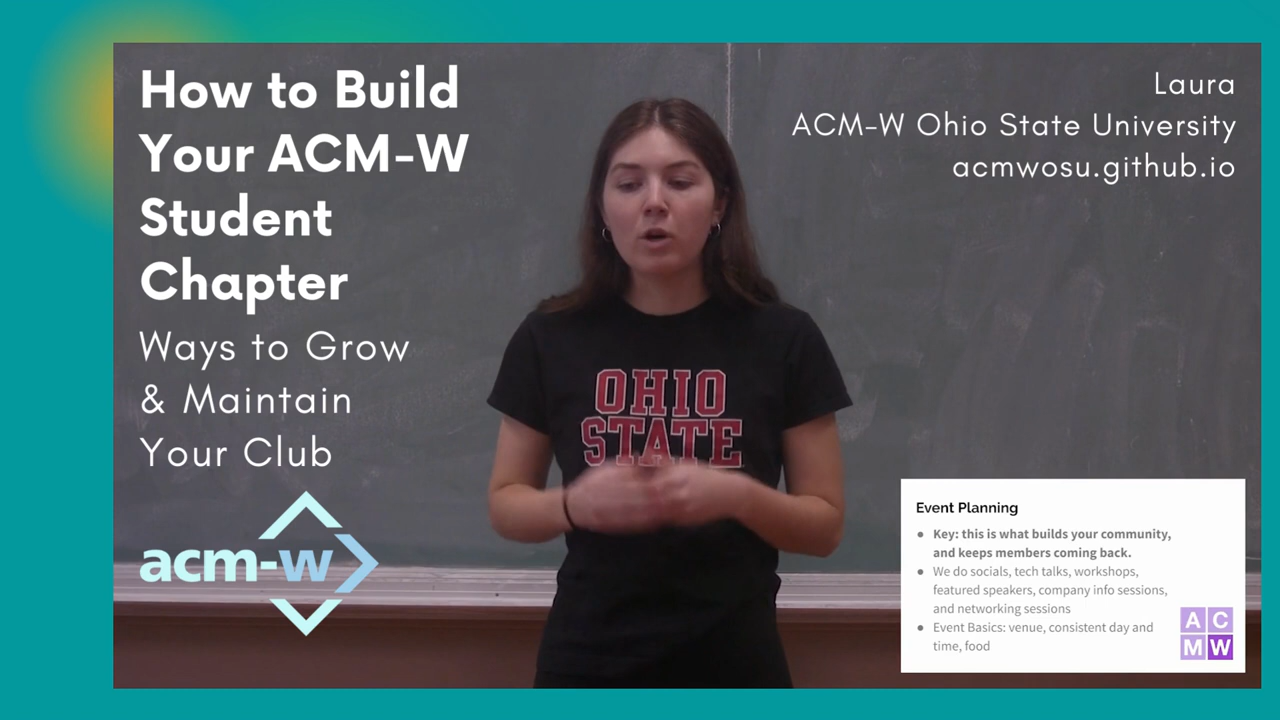 How to Build
Your ACM-W
Student
Chapter
Ways to Grow
& Maintain
Your Club
acm-w
Laura
ACM-W Ohio State University
acmwosu.github.io
OHIO
STATE
Event Planning
● Key: this is what builds your community,
and keeps members coming back.
● We do socials, tech talks, workshops,
featured speakers, company info sessions,
and networking sessions
● Event Basics: venue, consistent day and
time, food
A C
M W